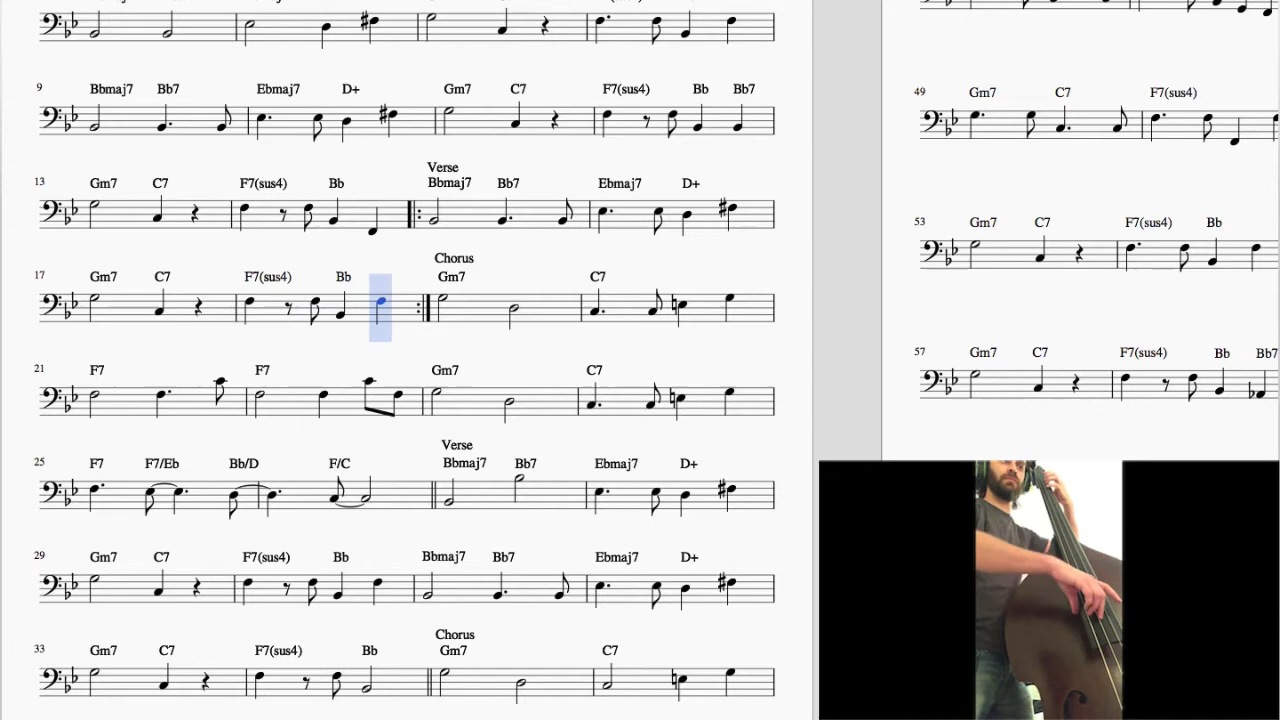 9 Bbmaj7 Bb7 Ebmaj7 D+ Gm7 C7 F7(sus4) Bb Bb7
Verse
13 Gm7 C7 F7(sus4) Bb Bbmaj7 Bb7 Ebmaj7 D+
Chorus
17 Gm7 C7 F7(sus4) Bb Gm7 C7
21 F7 F7 Gm7 C7
Verse
25 F7 F7/Eb Bb/D F/C Bbmaj7 Bb7 Ebmaj7 D+
29 Gm7 C7 F7(sus4) Bb Bbmaj7 Bb7 Ebmaj7 D+
Chorus
33 Gm7 C7 F7(sus4) Bb Gm7 C7
49 Gm7 C7 F7(sus4)
53 Gm7 C7 F7(sus4) Bb
57 Gm7 C7 F7(sus4) Bb Bb7